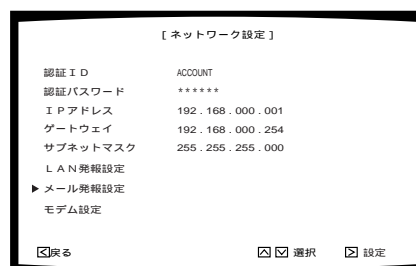 [ネットワーク設定]
認証ID ACCOUNT
認証パスワード ******
IPアドレス 192.168.000.001
ゲートウェイ 192.168.000.254
サブネットマスク 255.255.255.000
LAN発報設定
▶メール発報設定
モデム設定
戻る 選択 設定